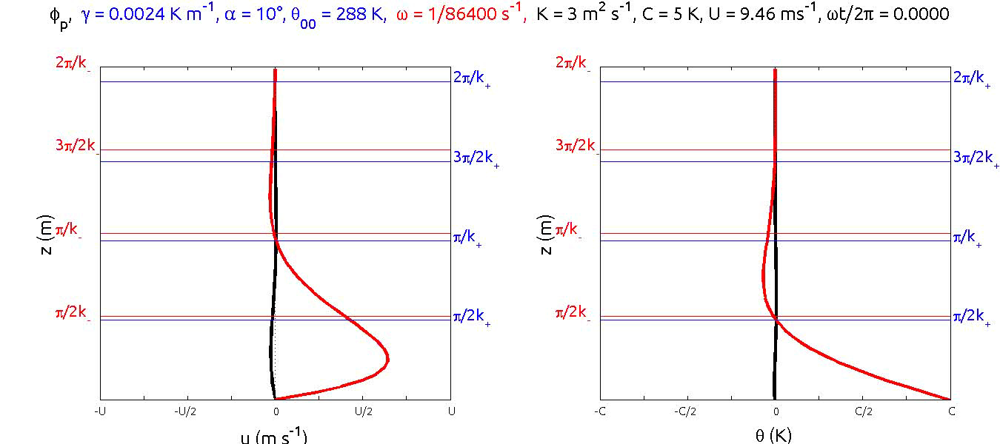 ϕp, γ = 0.0024 K m-1, α = 10°, θ00 = 288 K, ω = 1/86400 s-1, K = 3 m2 s-1, C = 5 K, U = 9.46 ms-1, ωt/2π = 0.0000
2π/k-
2π/k+
3π/2k-
3π/2k+
z (m)
π/k-
π/k+
π/2k-
π/2k+
-U -U/2 0 U/2 U
u (m s-1)
2π/k-
2π/k+
3π/2k-
3π/2k+
z (m)
π/k-
π/k+
π/2k-
π/2k+
-C -C/2 0 C/2 C
θ (K)